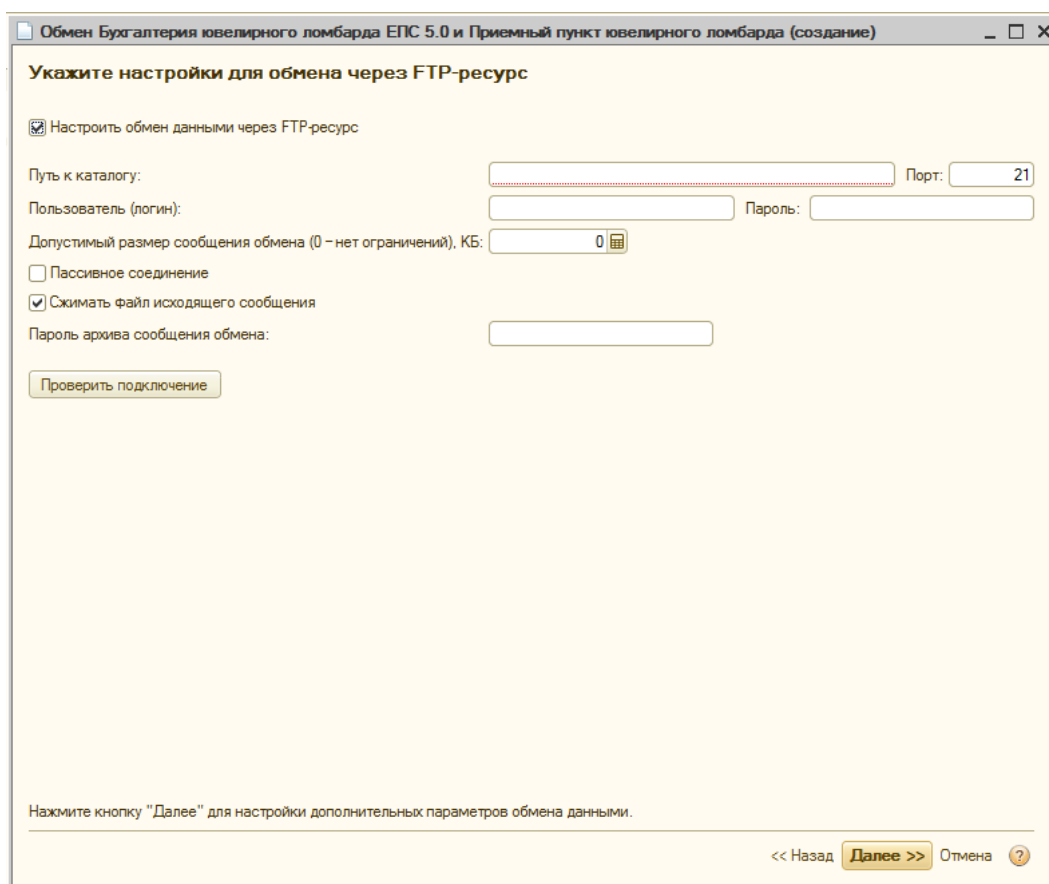 Обмен Бухгалтерия ювелирного ломбарда ЕПС 5.0 и Приемный пункт ювелирного ломбарда (создание)
Укажите настройки для обмена через FTP-ресурс
Настроить обмен данными через FTP-ресурс
Путь к каталогу: Порт: 21
Пользователь (логин): Пароль:
Допустимый размер сообщения обмена (0 – нет ограничений), КБ: 0
Пассивное соединение
Сжимать файл исходящего сообщения
Пароль архива сообщения обмена:
Проверить подключение
Нажмите кнопку "Далее" для настройки дополнительных параметров обмена данными.
<< Назад Далее >> Отмена ?